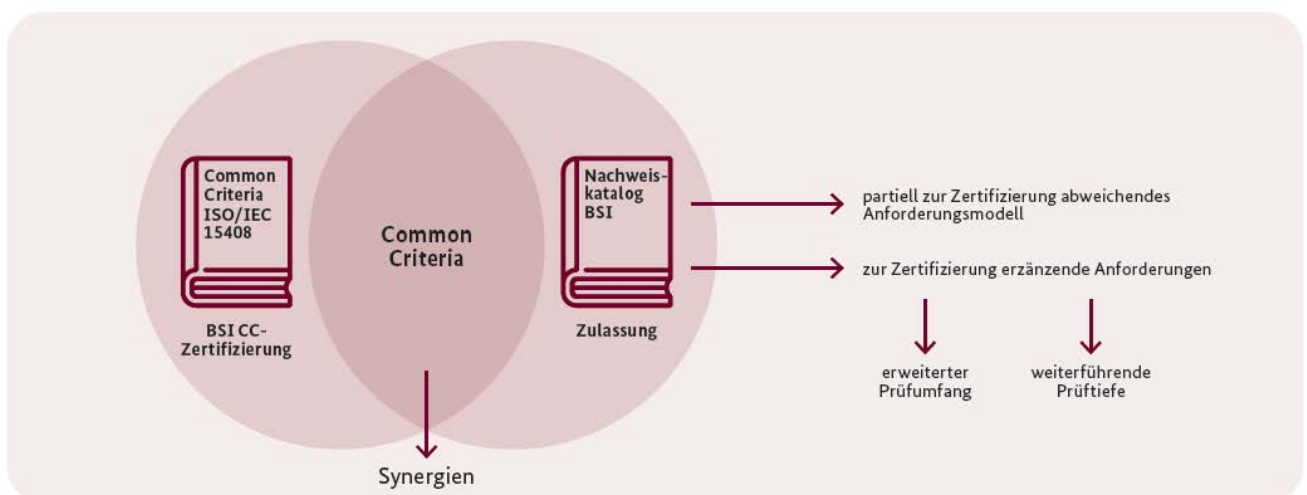 Common
Criteria
ISO/IEC
15408
BSI CC-
Zertifizierung
Common
Criteria
Synergien
Nachweis-
katalog
BSI
Zulassung
partiell zur Zertifizierung abweichendes
Anforderungsmodell
zur Zertifizierung erzänzende Anforderungen
erweiterter
Prüfumfang
weiterführende
Prüftiefe